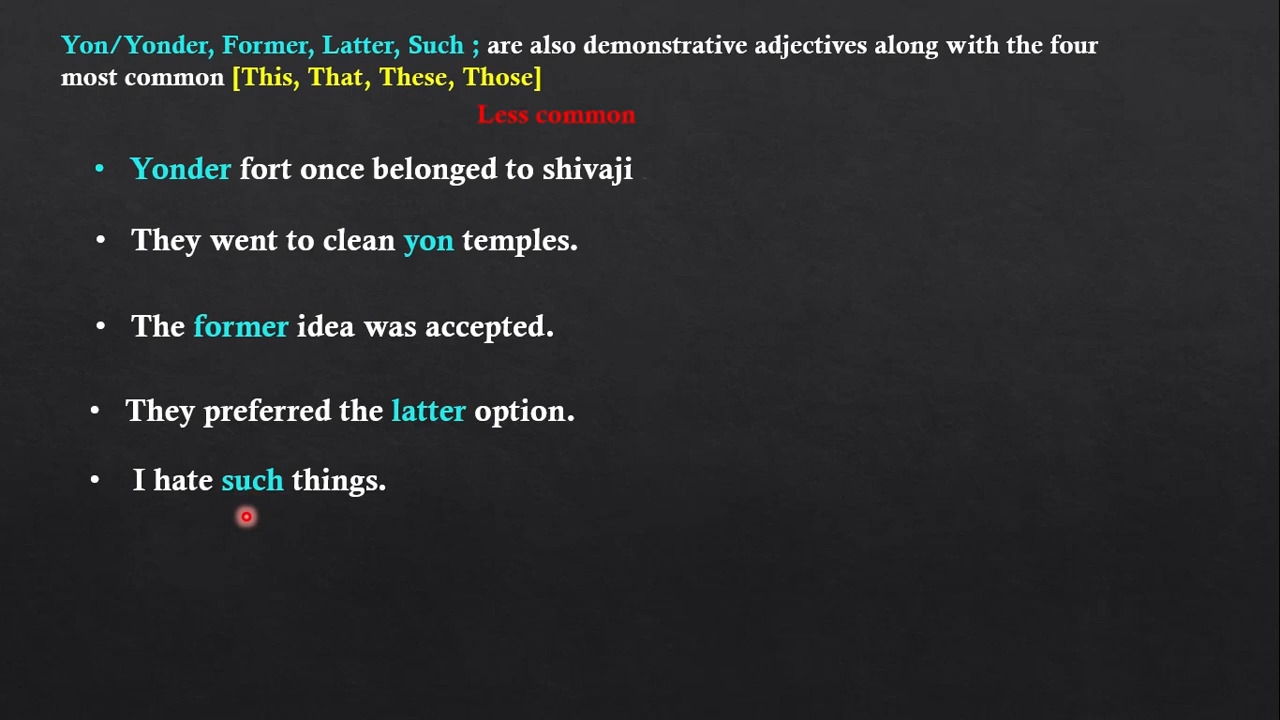 Yon/Yonder, Former, Latter, Such ; are also demonstrative adjectives along with the four
most common [This, That, These, Those]
Less common
• Yonder fort once belonged to shivaji
• They went to clean yon temples.
• The former idea was accepted.
• They preferred the latter option.
• I hate such things.